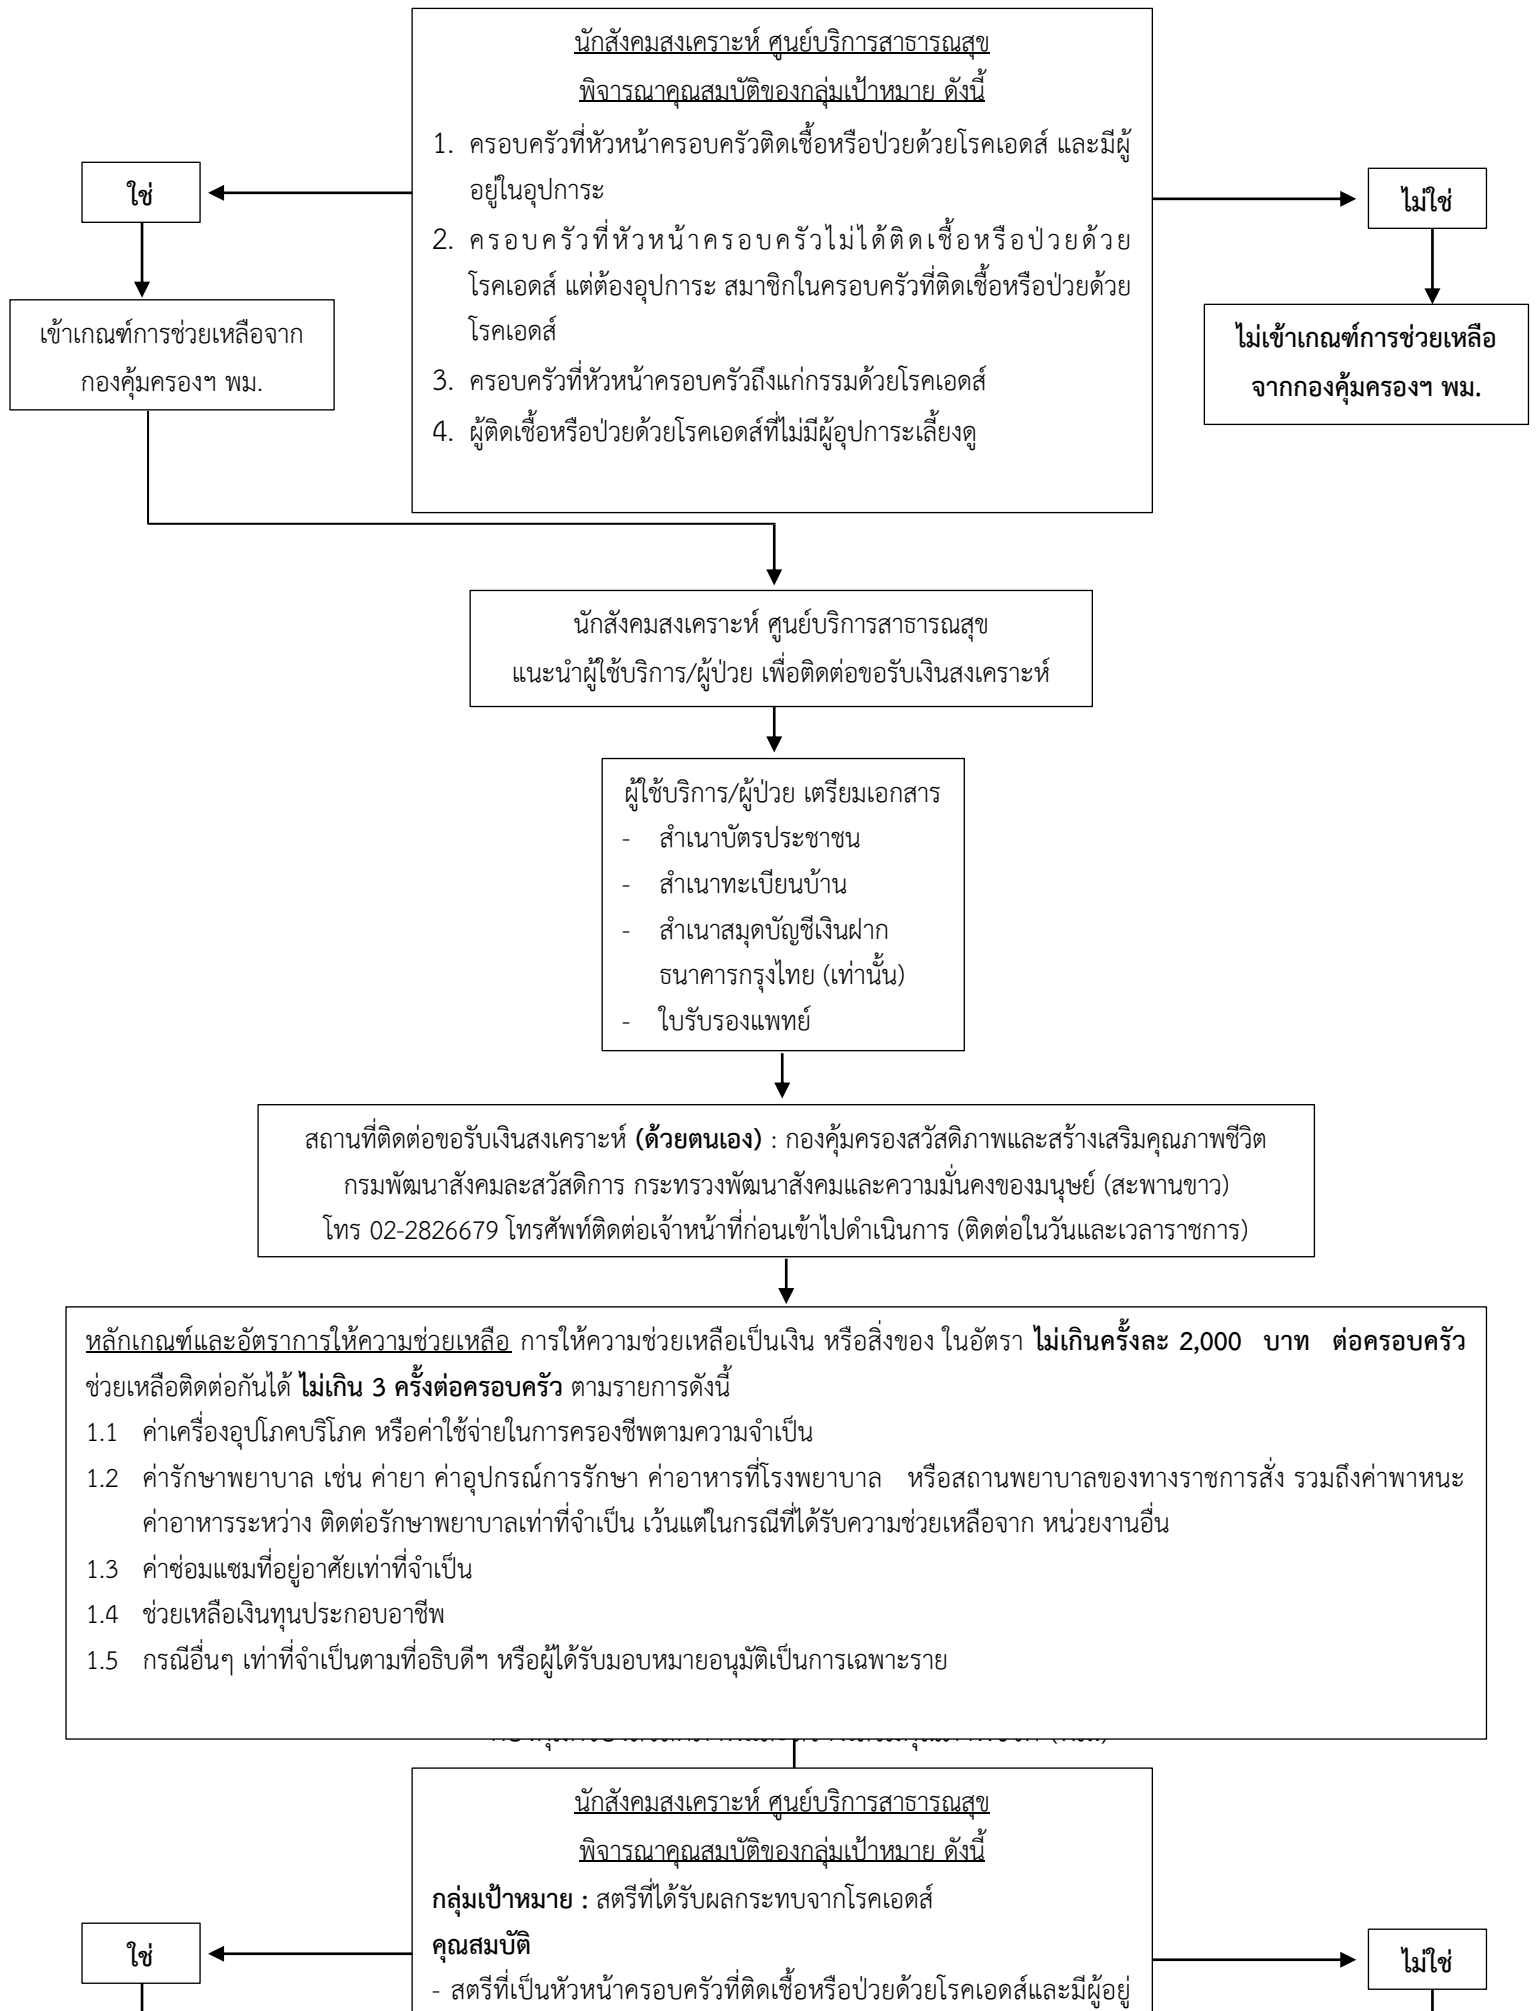 นักสังคมสงเคราะห์ ศูนย์บริการสาธารณสุข
พิจารณาคุณสมบัติของกลุ่มเป้าหมาย ดังนี้
1. ครอบครัวที่หัวหน้าครอบครัวติดเชื้อหรือป่วยด้วยโรคเอดส์ และมีผู้
อยู่ในอุปการะ
2. ครอบครัวที่หัวหน้าครอบครัวไม่ได้ติดเชื้อหรือป่วยด้วย
โรคเอดส์ แต่ต้องอุปการะ สมาชิกในครอบครัวที่ติดเชื้อหรือป่วยด้วย
โรคเอดส์
3. ครอบครัวที่หัวหน้าครอบครัวถึงแก่กรรมด้วยโรคเอดส์
4. ผู้ติดเชื้อหรือป่วยด้วยโรคเอดส์ที่ไม่มีผู้อุปการะเลี้ยงดู
ใช่
ไม่ใช่
เข้าเกณฑ์การช่วยเหลือจาก
กองคุ้มครองฯ พม.
ไม่เข้าเกณฑ์การช่วยเหลือ
จากกองคุ้มครองฯ พม.
นักสังคมสงเคราะห์ ศูนย์บริการสาธารณสุข
แนะนำผู้ใช้บริการ/ผู้ป่วย เพื่อติดต่อขอรับเงินสงเคราะห์
ผู้ใช้บริการ/ผู้ป่วย เตรียมเอกสาร
- สำเนาบัตรประชาชน
- สำเนาทะเบียนบ้าน
- สำเนาสมุดบัญชีเงินฝาก
ธนาคารกรุงไทย (เท่านั้น)
- ใบรับรองแพทย์
สถานที่ติดต่อขอรับเงินสงเคราะห์ (ด้วยตนเอง) : กองคุ้มครองสวัสดิภาพและสร้างเสริมคุณภาพชีวิต
กรมพัฒนาสังคมละสวัสดิการ กระทรวงพัฒนาสังคมและความมั่นคงของมนุษย์ (สะพานขาว)
โทร 02-2826679 โทรศัพท์ติดต่อเจ้าหน้าที่ก่อนเข้าไปดำเนินการ (ติดต่อในวันและเวลาราชการ)
หลักเกณฑ์และอัตราการให้ความช่วยเหลือ การให้ความช่วยเหลือเป็นเงิน หรือสิ่งของ ในอัตรา ไม่เกินครั้งละ 2,000 บาท ต่อครอบครัว
ช่วยเหลือติดต่อกันได้ ไม่เกิน 3 ครั้งต่อครอบครัว ตามรายการดังนี้
1.1 ค่าเครื่องอุปโภคบริโภค หรือค่าใช้จ่ายในการครองชีพตามความจำเป็น
1.2 ค่ารักษาพยาบาล เช่น ค่ายา ค่าอุปกรณ์การรักษา ค่าอาหารที่โรงพยาบาล หรือสถานพยาบาลของทางราชการสั่ง รวมถึงค่าพาหนะ
ค่าอาหารระหว่าง ติดต่อรักษาพยาบาลเท่าที่จำเป็น เว้นแต่ในกรณีที่ได้รับความช่วยเหลือจาก หน่วยงานอื่น
1.3 ค่าซ่อมแซมที่อยู่อาศัยเท่าที่จำเป็น
1.4 ช่วยเหลือเงินทุนประกอบอาชีพ
1.5 กรณีอื่นๆ เท่าที่จำเป็นตามที่อธิบดีฯ หรือผู้ได้รับมอบหมายอนุมัติเป็นการเฉพาะราย
นักสังคมสงเคราะห์ ศูนย์บริการสาธารณสุข
พิจารณาคุณสมบัติของกลุ่มเป้าหมาย ดังนี้
กลุ่มเป้าหมาย : สตรีที่ได้รับผลกระทบจากโรคเอดส์
คุณสมบัติ
- สตรีที่เป็นหัวหน้าครอบครัวที่ติดเชื้อหรือป่วยด้วยโรคเอดส์และมีผู้อยู่
ใช่
ไม่ใช่